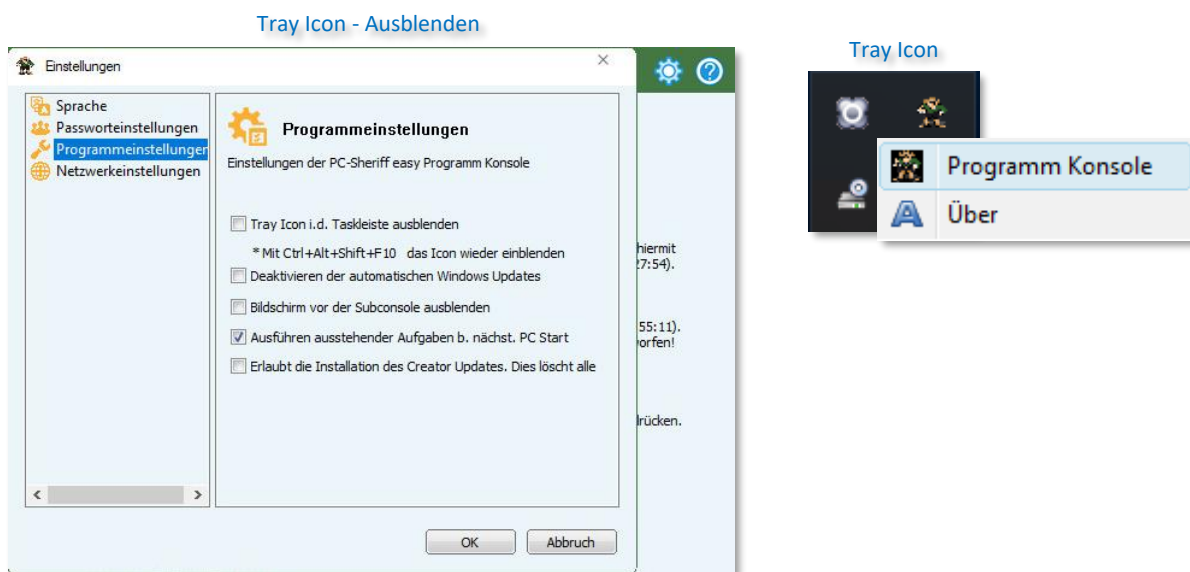 Tray Icon - Ausblenden
Einstellungen
Sprache
Passworteinstellungen
Programmeinstellungen
Netzwerkeinstellungen
Programmeinstellungen
Einstellungen der PC-Sheriff easy Programm Konsole
Tray Icon i.d. Taskleiste ausblenden
* Mit Ctrl+Alt+Shift+F10 das Icon wieder einblenden
Deaktivieren der automatischen Windows Updates
Bildschirm vor der Subconsole ausblenden
Ausführen ausstehender Aufgaben b. nächst. PC Start
Erlaubt die Installation des Creator Updates. Dies löscht alle
OK
Abbruch
hiermit
27:54).
55:11).
orfen!
drücken.
Tray Icon
Programm Konsole
Über